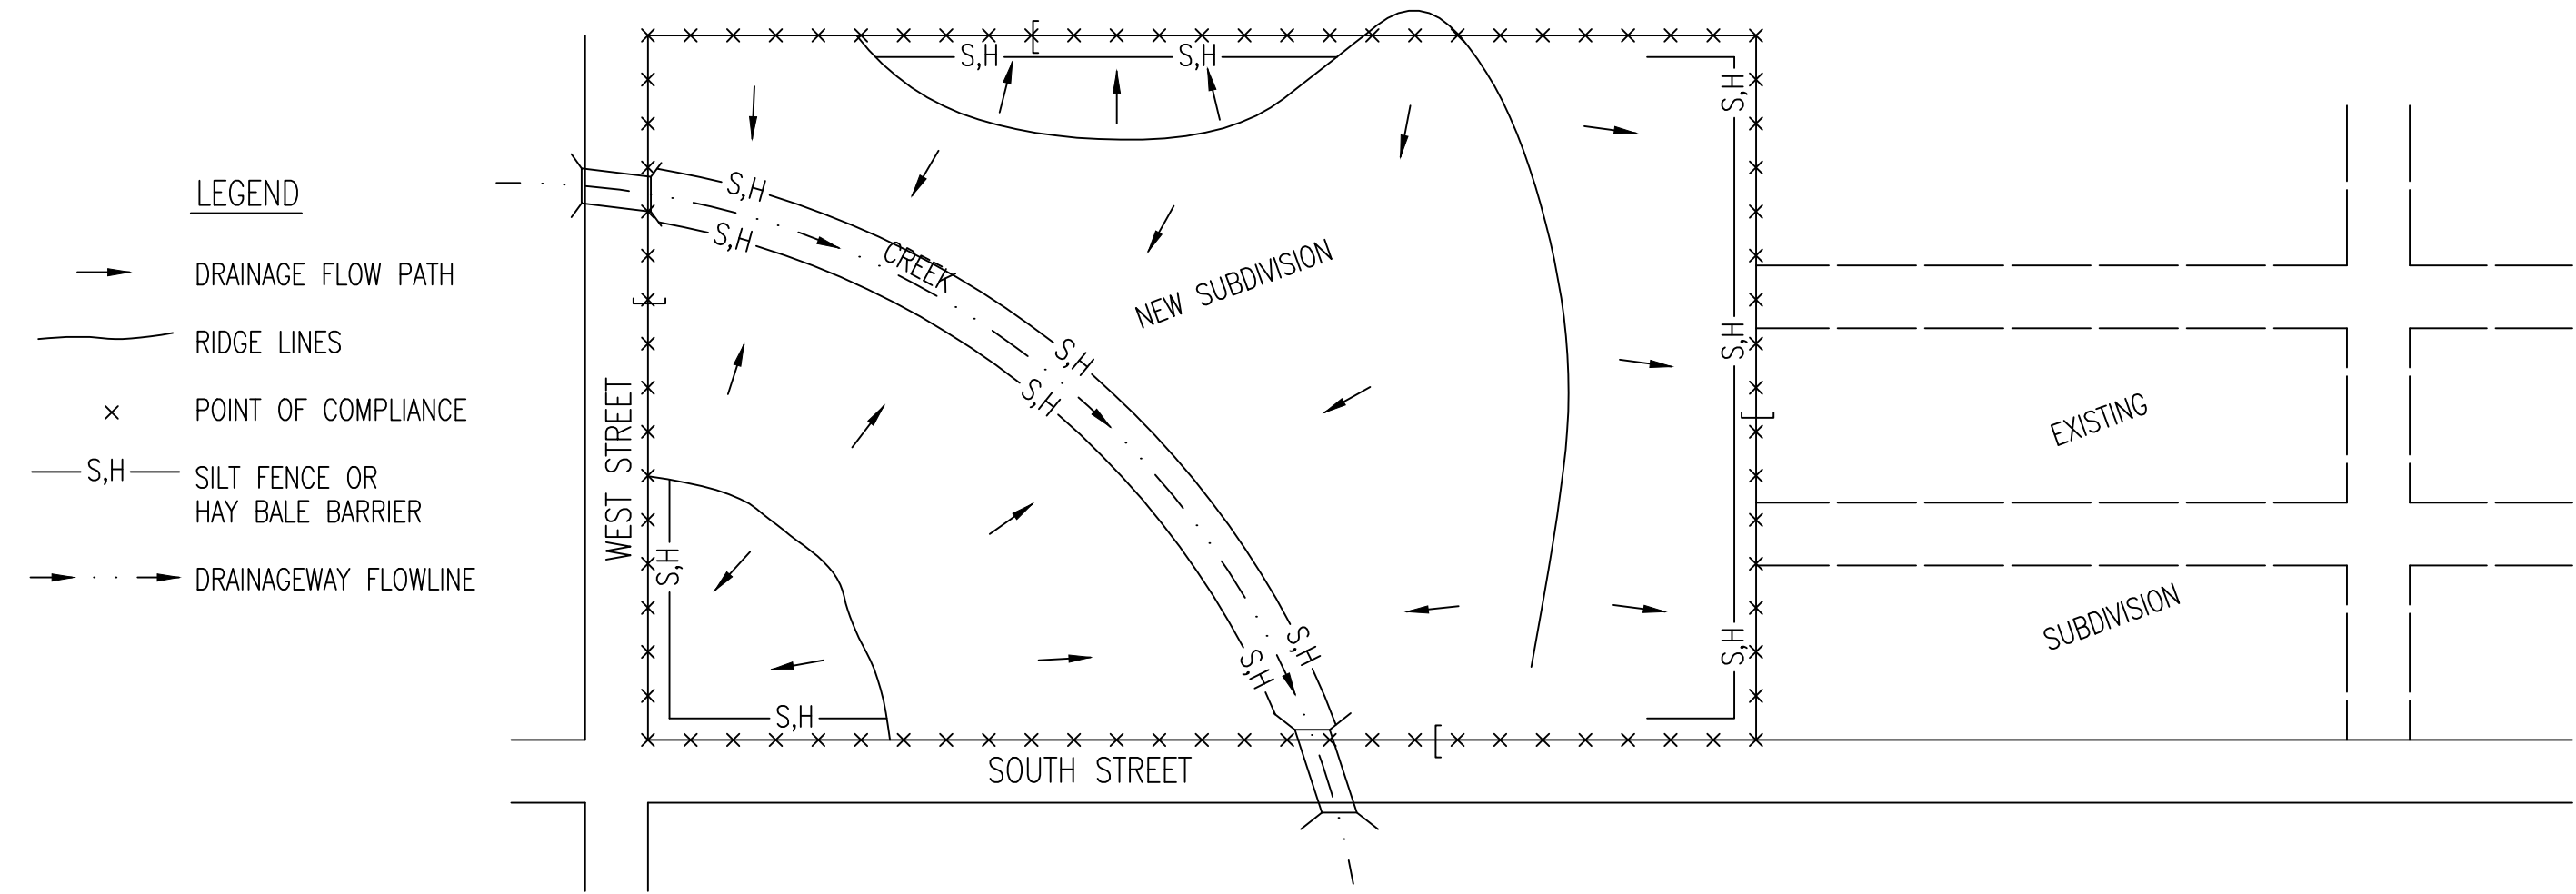 LEGEND
DRAINAGE FLOW PATH
RIDGE LINES
POINT OF COMPLIANCE
S,H
SILT FENCE OR
HAY BALE BARRIER
DRAINAGEWAY FLOWLINE
S,H
S,H
S,H
S,H
S,H
CREEK
NEW SUBDIVISION
S,H
S,H
S,H
WEST STREET
S,H
S,H
S,H
S,H
S,H
S,H
SOUTH STREET
EXISTING
SUBDIVISION